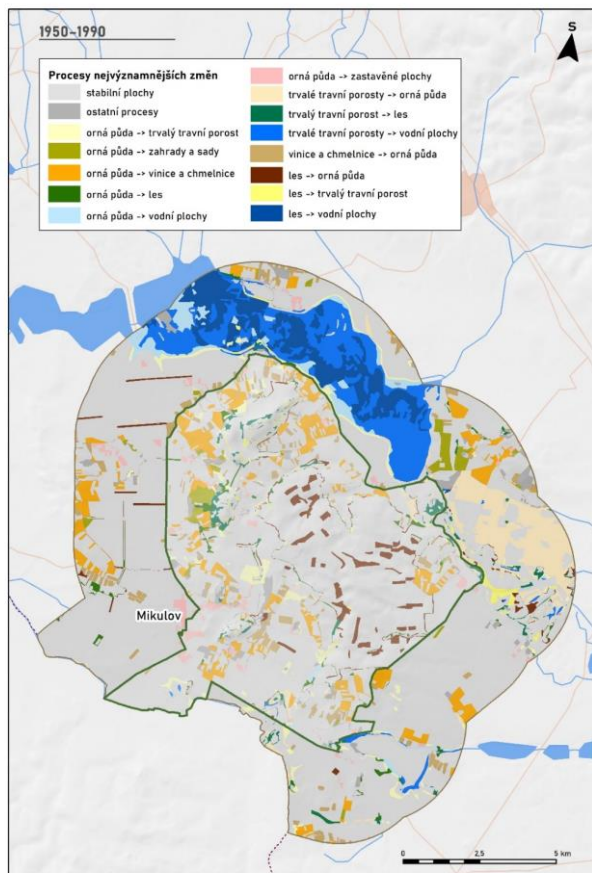 1950~1990
S
Procesy nejvýznamnějších změn
stabilní plochy
ostatní procesy
orná půda -> trvalý travní porost
orná půda -> zahrady a sady
orná půda -> vinice a chmelnice
orná půda -> les
orná půda -> vodní plochy
orná půda -> zastavěné plochy
trvalé travní porosty -> orná půda
trvalý travní porost -> les
trvalé travní porosty -> vodní plochy
vinice a chmelnice -> orná půda
les -> orná půda
les -> trvalý travní porost
les -> vodní plochy
Mikulov
0 2,5 5 km